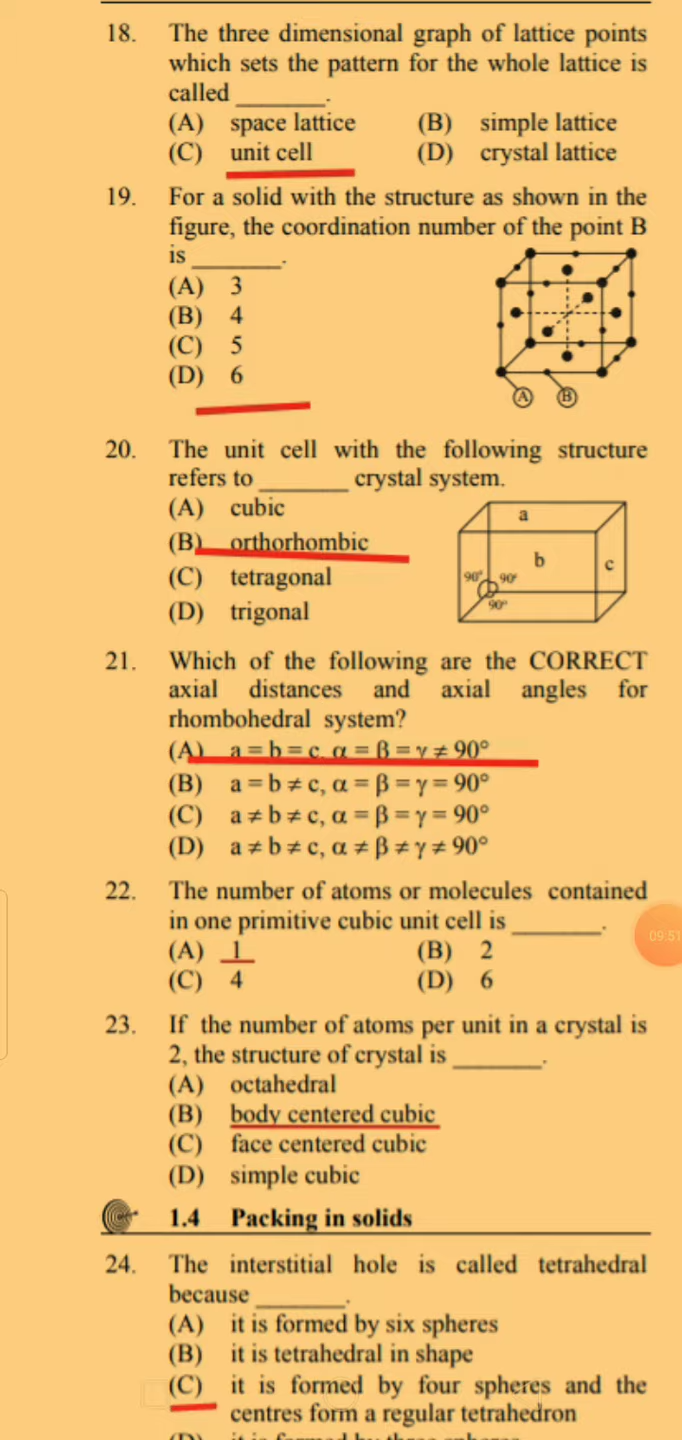 18. The three dimensional graph of lattice points
which sets the pattern for the whole lattice is
called ________.
(A) space lattice (B) simple lattice
(C) unit cell (D) crystal lattice
19. For a solid with the structure as shown in the
figure, the coordination number of the point B
is ________.
(A) 3
(B) 4
(C) 5
(D) 6
A B
20. The unit cell with the following structure
refers to ________ crystal system.
(A) cubic
(B) orthorhombic
(C) tetragonal
(D) trigonal
a
b c
90° 90°
90°
21. Which of the following are the CORRECT
axial distances and axial angles for
rhombohedral system?
(A) a = b = c, α = β = γ ≠ 90°
(B) a = b ≠ c, α = β = γ = 90°
(C) a ≠ b ≠ c, α = β = γ = 90°
(D) a ≠ b ≠ c, α ≠ β ≠ γ ≠ 90°
22. The number of atoms or molecules contained
in one primitive cubic unit cell is ________.
(A) 1 (B) 2
(C) 4 (D) 6
09:51
23. If the number of atoms per unit in a crystal is
2, the structure of crystal is ________.
(A) octahedral
(B) body centered cubic
(C) face centered cubic
(D) simple cubic
1.4 Packing in solids
24. The interstitial hole is called tetrahedral
because ________.
(A) it is formed by six spheres
(B) it is tetrahedral in shape
(C) it is formed by four spheres and the
centres form a regular tetrahedron